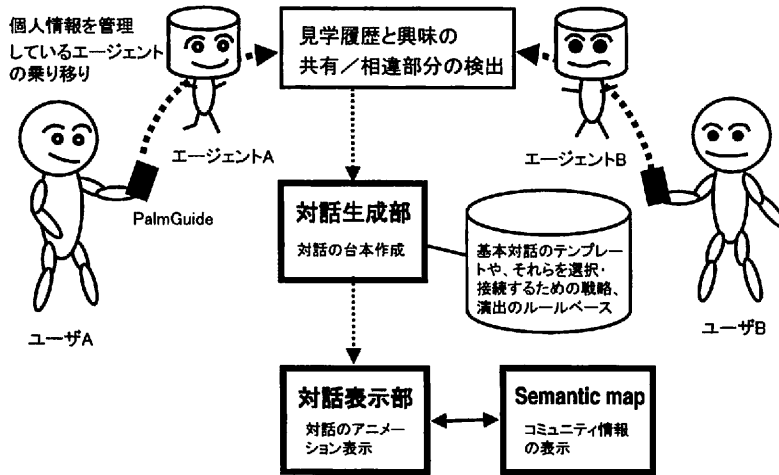 個人情報を管理
しているエージェント
の乗り移り
見学履歴と興味の
共有／相違部分の検出
エージェントA
エージェントB
PalmGuide
対話生成部
対話の台本作成
基本対話のテンプレー
トや、それらを選択・
接続するための戦略、
演出のルールベース
ユーザA
ユーザB
対話表示部
対話のアニメー
ション表示
Semantic map
コミュニティ情報
の表示